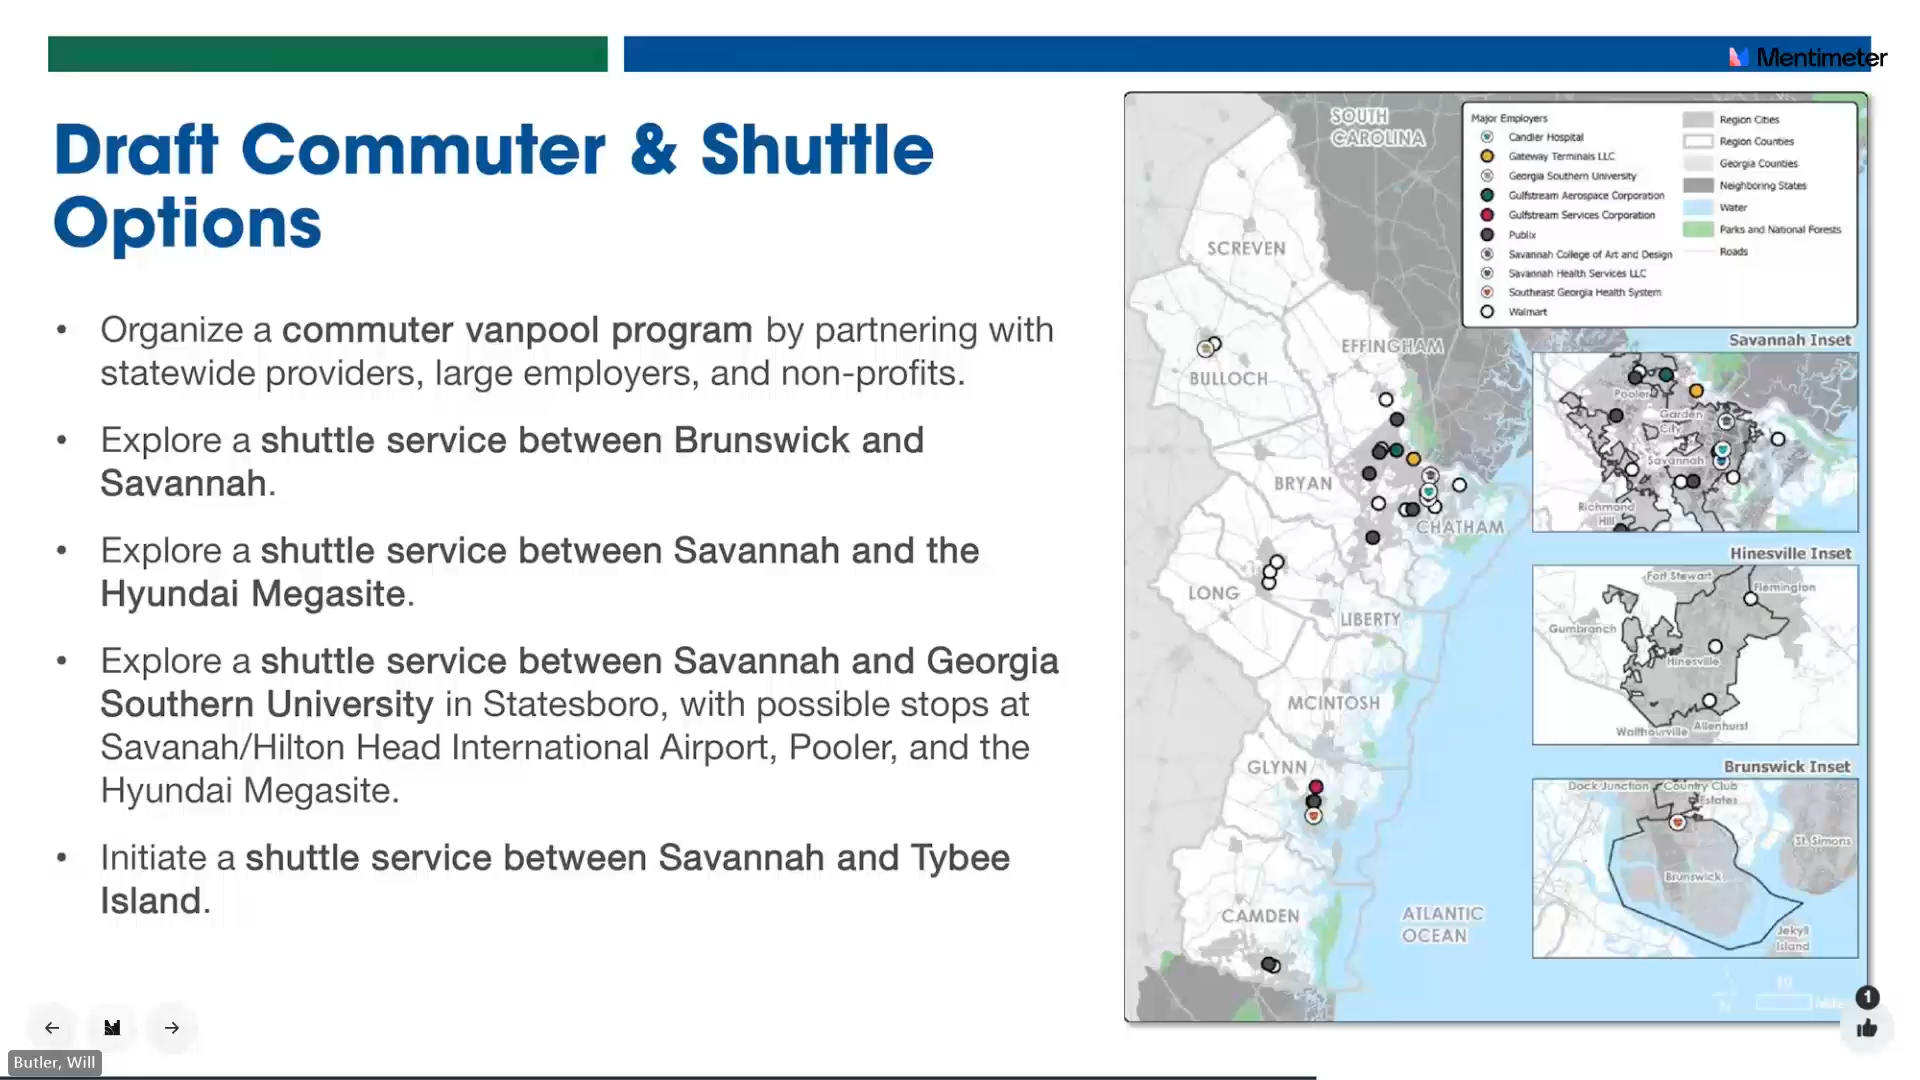 Mentimeter
Draft Commuter & Shuttle
Options
• Organize a commuter vanpool program by partnering with
statewide providers, large employers, and non-profits.
• Explore a shuttle service between Brunswick and
Savannah.
• Explore a shuttle service between Savannah and the
Hyundai Megasite.
• Explore a shuttle service between Savannah and Georgia
Southern University in Statesboro, with possible stops at
Savanah/Hilton Head International Airport, Pooler, and the
Hyundai Megasite.
• Initiate a shuttle service between Savannah and Tybee
Island.
SOUTH
CAROLINA
SCREVEN
EFFINGHAM
BULLOCH
BRYAN
CHATHAM
LONG
LIBERTY
MCINTOSH
GLYNN
CAMDEN
ATLANTIC
OCEAN
Major Employers
Candler Hospital
Gateway Terminals LLC
Georgia Southern University
Gulfstream Aerospace Corporation
Gulfstream Services Corporation
Publix
Savannah College of Art and Design
Savannah Health Services LLC
Southeast Georgia Health System
Walmart
Region Cities
Region Counties
Georgia Counties
Neighboring States
Water
Parks and National Forests
Roads
Savannah Inset
Pooler
Garden
City
Savannah
Richmond
Hill
Hinesville Inset
Fort Stewart
Flemington
Gumbranch
Hinesville
Walthourville
Allenhurst
Brunswick Inset
Dock Junction
Country Club
Estates
St. Simons
Brunswick
Jekyll
Island
10
Miles
1
Butler, Will